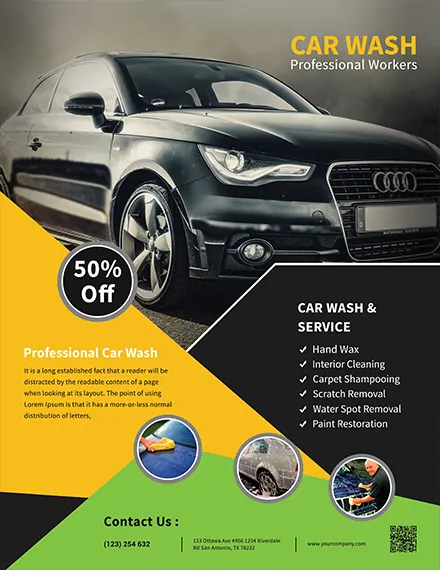 CAR WASH
Professional Workers
50%
Off
CAR WASH &
SERVICE
Hand Wax
Interior Cleaning
Carpet Shampooing
Scratch Removal
Water Spot Removal
Paint Restoration
Professional Car Wash
It is a long established fact that a reader will be
distracted by the readable content of a page
when looking at its layout. The point of using
Lorem Ipsum is that it has a more-or-less normal
distribution of letters,
Contact Us :
(123) 254 632
123 Ottawa Ave #456 1234 Riverdale
Rd San Antonio, TX 78232
www.yourcompany.com